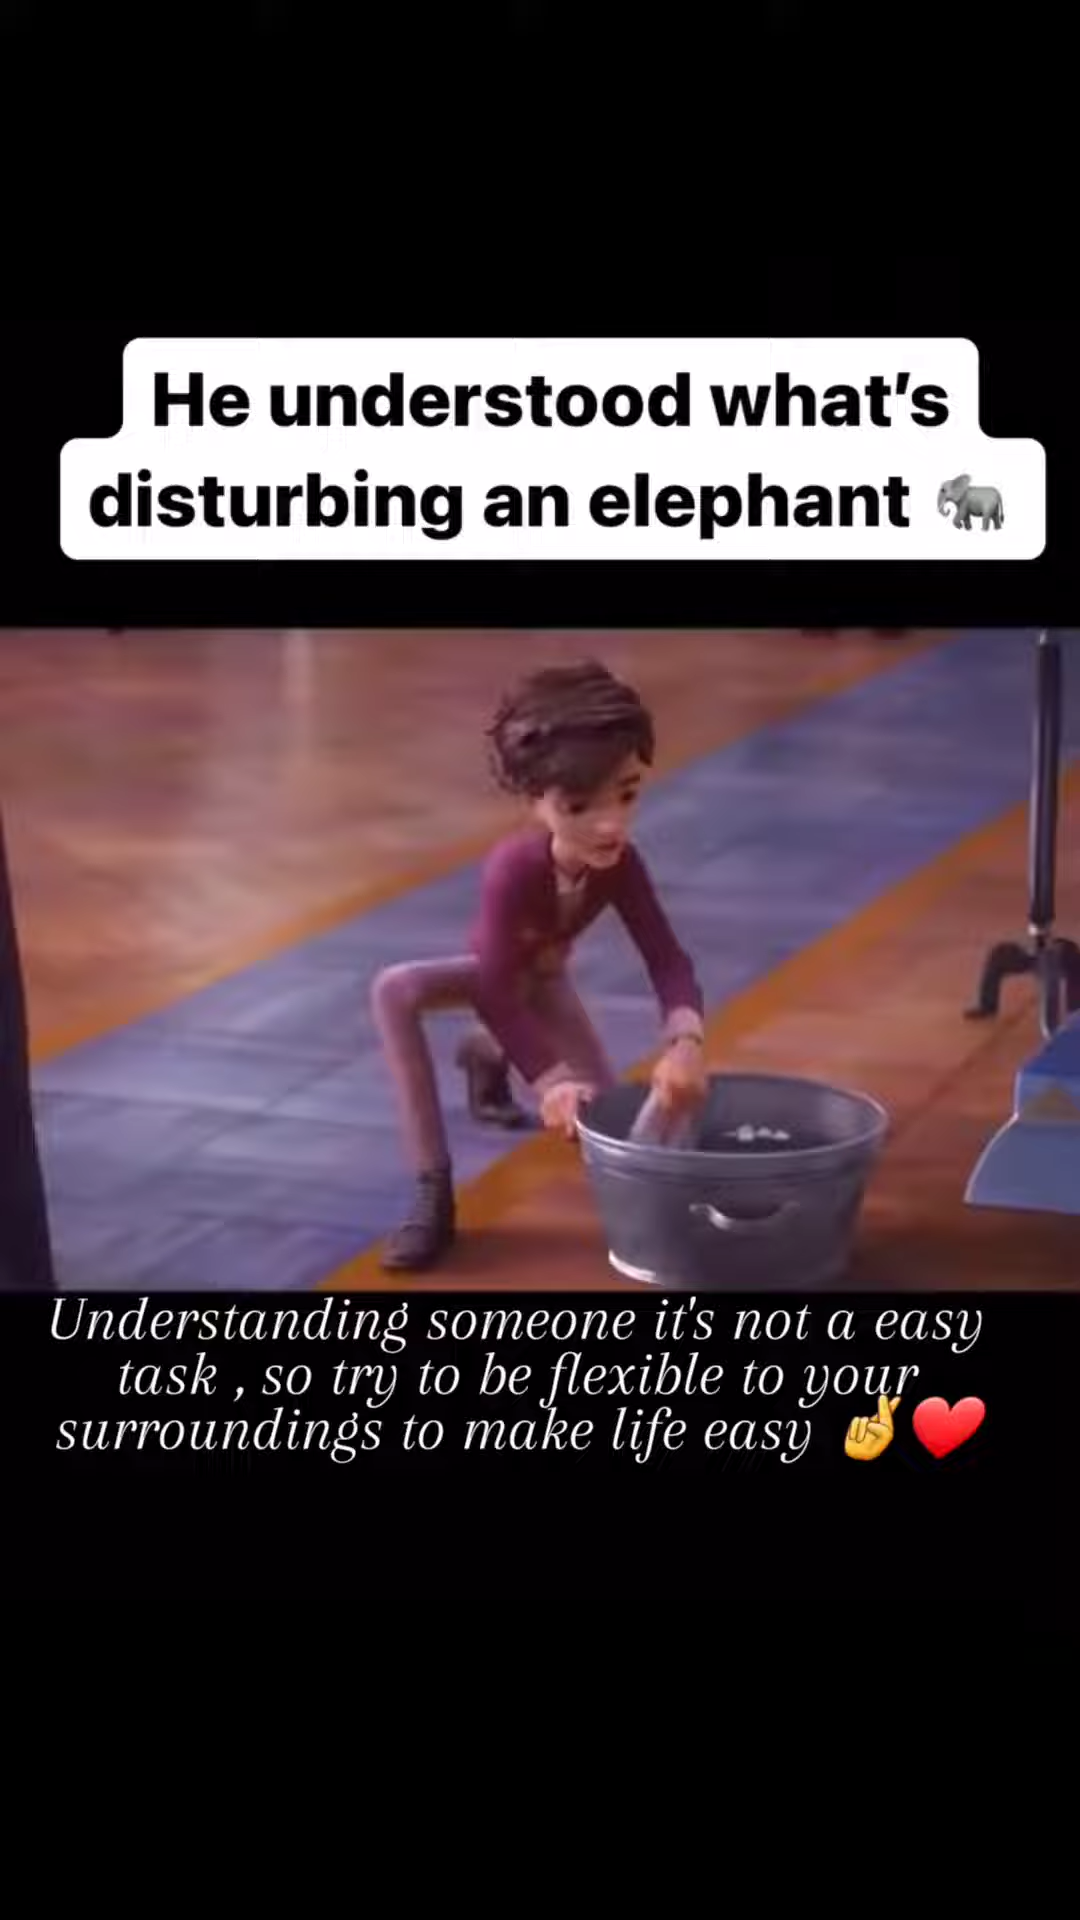 He understood what’s
disturbing an elephant 🐘
Understanding someone it's not a easy
task , so try to be flexible to your
surroundings to make life easy 🤞❤️